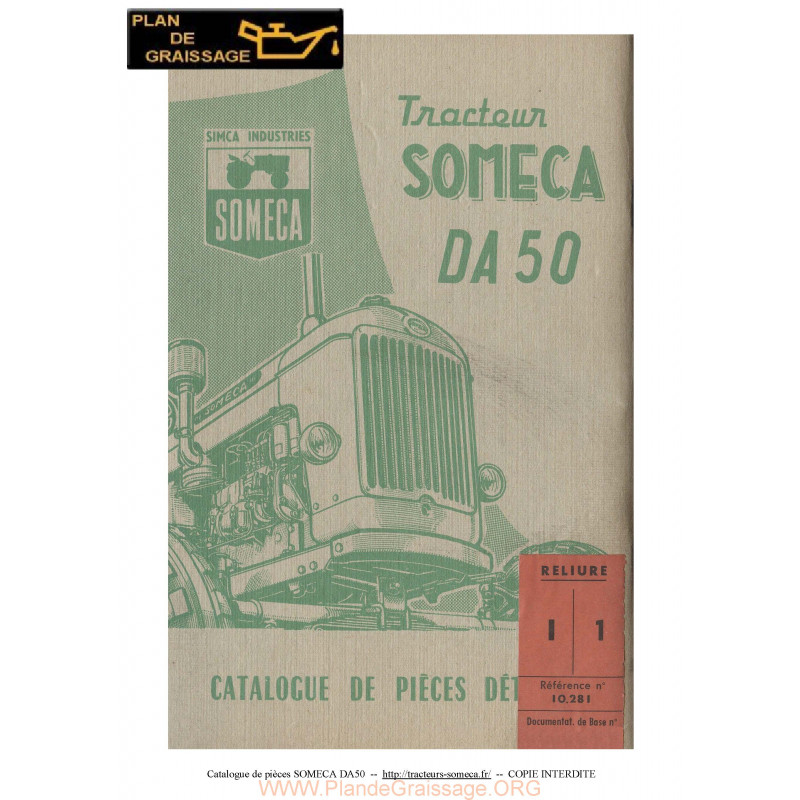 PLAN
DE
GRAISSAGE
Tracteur
SIMCA INDUSTRIES
SOMECA
SOMECA
DA 50
SOMECA
RELIURE
I 1
CATALOGUE DE PIÈCES DÉT
Référence n°
10.281
Documentat. de Base n°
Catalogue de pièces SOMECA DA50 -- http://tracteurs-someca.fr/ -- COPIE INTERDITE
www.PlandeGraissage.ORG